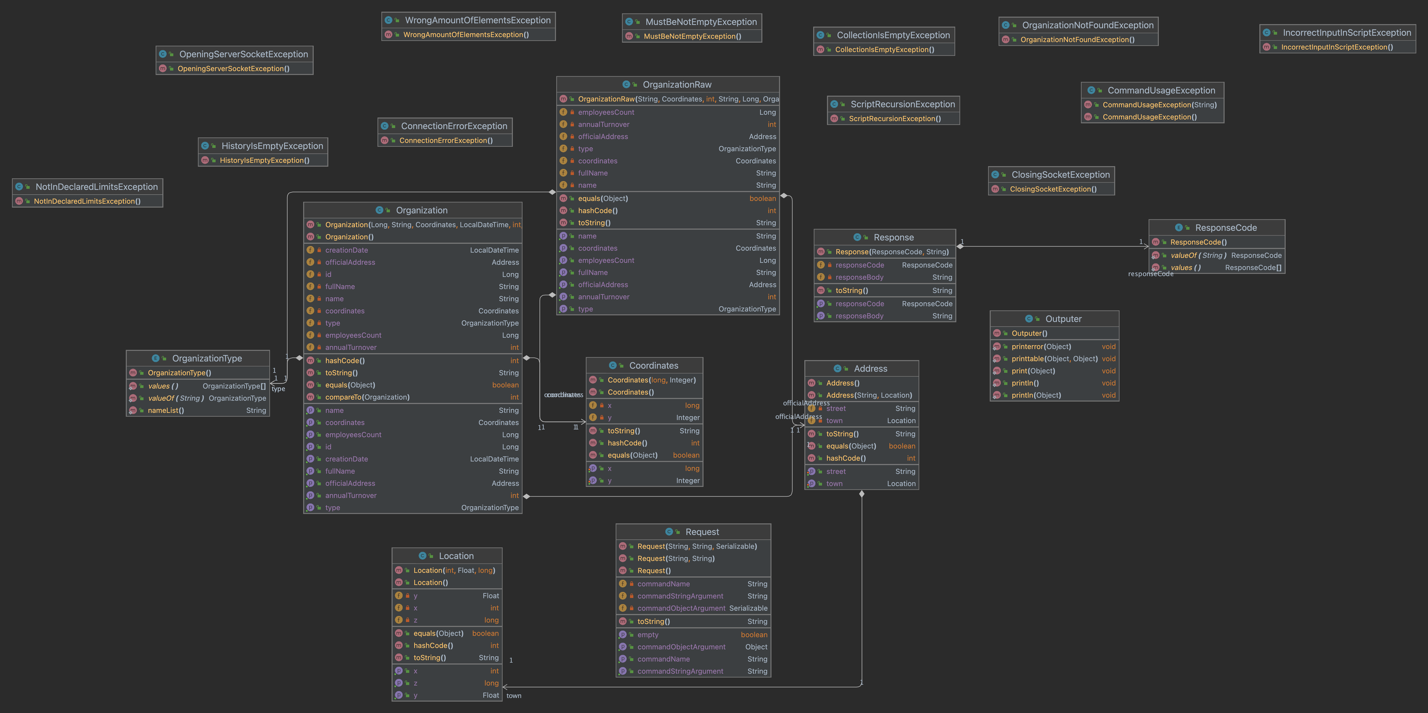 WrongAmountOfElementsException
WrongAmountOfElementsException()
MustBeNotEmptyException
MustBeNotEmptyException()
CollectionIsEmptyException
CollectionIsEmptyException()
OrganizationNotFoundException
OrganizationNotFoundException()
IncorrectInputInScriptException
IncorrectInputInScriptException()
OpeningServerSocketException
OpeningServerSocketException()
CommandUsageException
CommandUsageException(String)
CommandUsageException()
ScriptRecursionException
ScriptRecursionException()
ConnectionErrorException
ConnectionErrorException()
HistoryIsEmptyException
HistoryIsEmptyException()
ClosingSocketException
ClosingSocketException()
NotInDeclaredLimitsException
NotInDeclaredLimitsException()
OrganizationRaw
OrganizationRaw(String, Coordinates, int, String, Long, Orga
employeesCount Long
annualTurnover int
officialAddress Address
type OrganizationType
coordinates Coordinates
fullName String
name String
equals(Object) boolean
hashCode() int
toString() String
name String
coordinates Coordinates
employeesCount Long
fullName String
officialAddress Address
annualTurnover int
type OrganizationType
Organization
Organization(Long, String, Coordinates, LocalDateTime, int
Organization()
creationDate LocalDateTime
officialAddress Address
id Long
fullName String
name String
coordinates Coordinates
type OrganizationType
employeesCount Long
annualTurnover int
hashCode() int
toString() String
equals(Object) boolean
compareTo(Organization) int
name String
coordinates Coordinates
employeesCount Long
id Long
creationDate LocalDateTime
fullName String
officialAddress Address
annualTurnover int
type OrganizationType
Response
Response(ResponseCode, String)
responseCode ResponseCode
responseBody String
toString() String
responseCode ResponseCode
responseBody String
1
1
ResponseCode
ResponseCode()
valueOf(String) ResponseCode
values() ResponseCode[]
responseCode
Outputer
Outputer()
printerror(Object) void
printtable(Object, Object) void
print(Object) void
println() void
println(Object) void
OrganizationType
OrganizationType()
values() OrganizationType[]
valueOf(String) OrganizationType
nameList() String
1
1
1
type
Coordinates
Coordinates(long, Integer)
Coordinates()
x long
y Integer
toString() String
hashCode() int
equals(Object) boolean
x long
y Integer
coordinates
Address
Address()
Address(String, Location)
street String
town Location
toString() String
equals(Object) boolean
hashCode() int
street String
town Location
officialAddress
officialAddress
1
1
Request
Request(String, String, Serializable)
Request(String, String)
Request()
commandName String
commandStringArgument String
commandObjectArgument Serializable
toString() String
empty boolean
commandObjectArgument Object
commandName String
commandStringArgument String
Location
Location(int, Float, long)
Location()
y Float
x int
z long
equals(Object) boolean
hashCode() int
toString() String
x int
z long
y Float
1
1
town